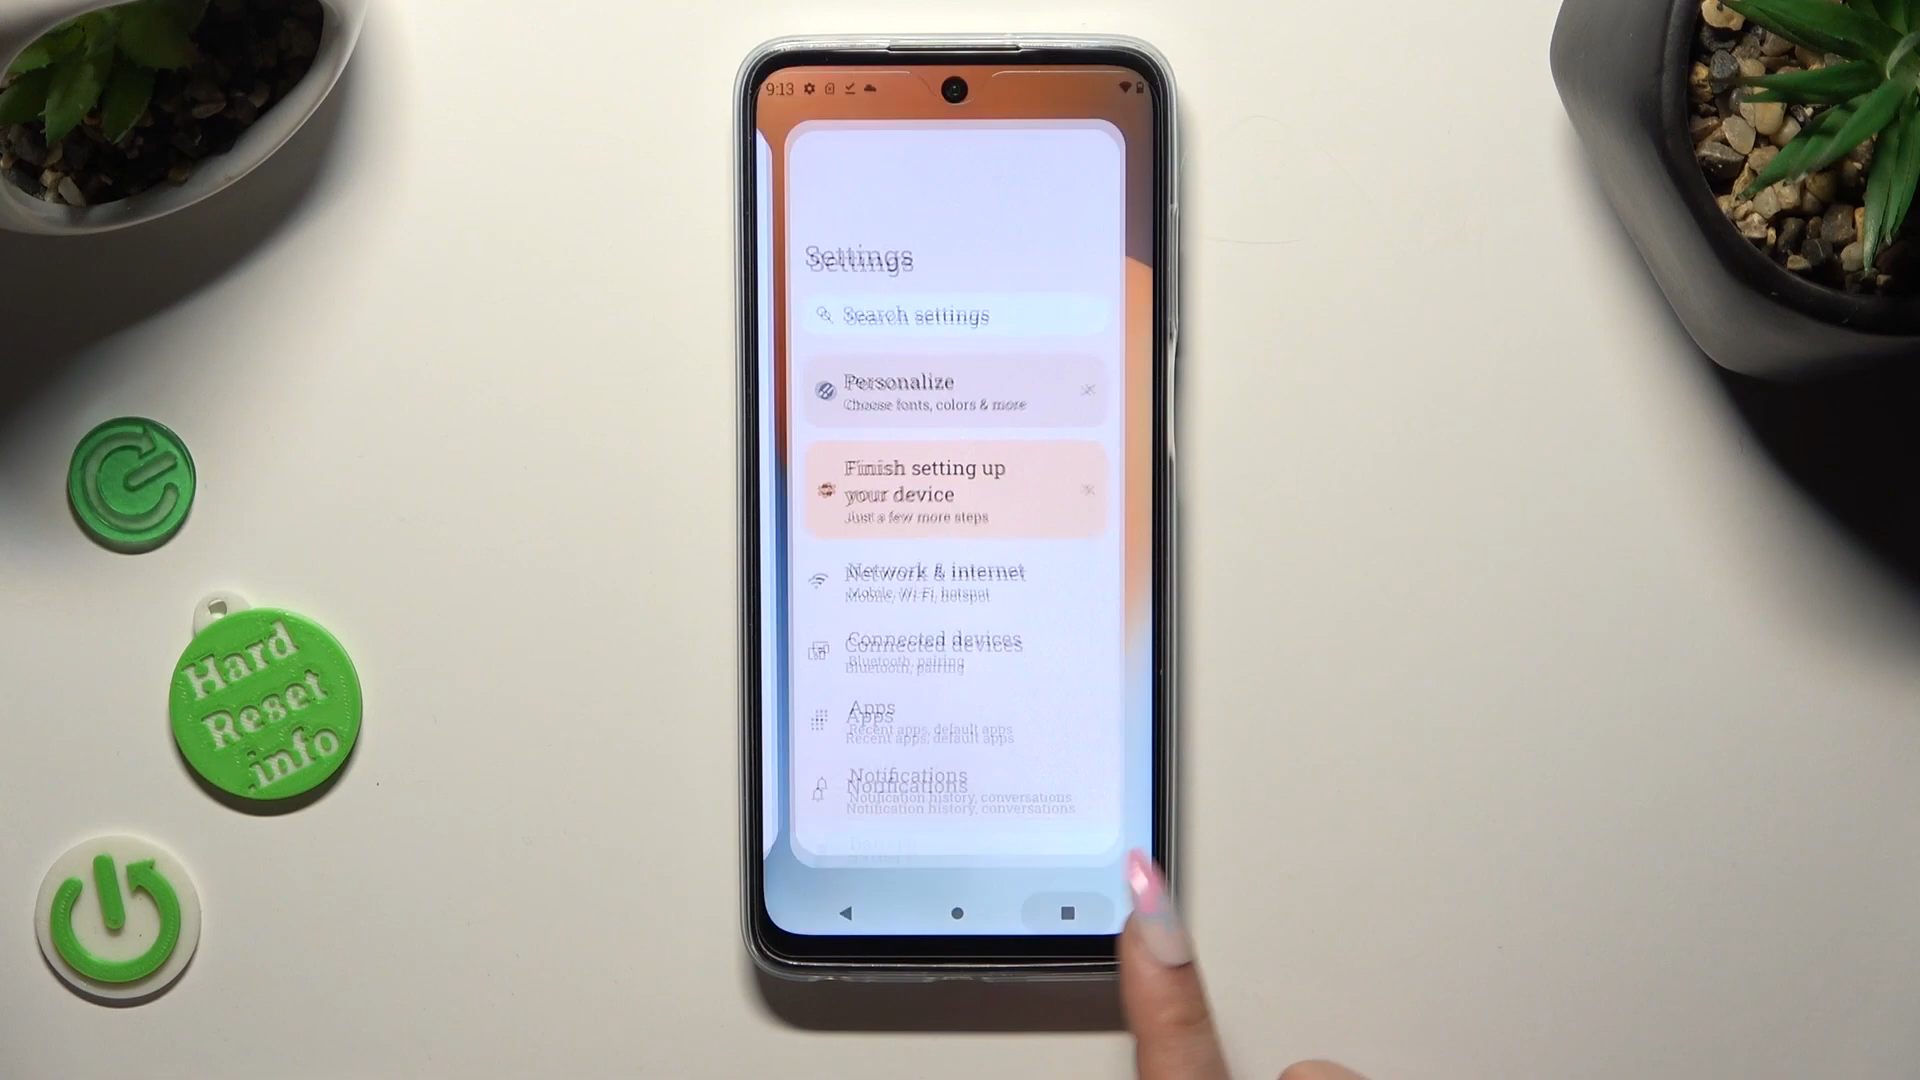 9:13
Settings
Search settings
Personalize
Choose fonts, colors & more
Finish setting up
your device
Just a few more steps
Network & internet
Mobile, Wi-Fi, hotspot
Connected devices
Bluetooth, pairing
Apps
Recent apps, default apps
Notifications
Notification history, conversations
Hard
Reset
info